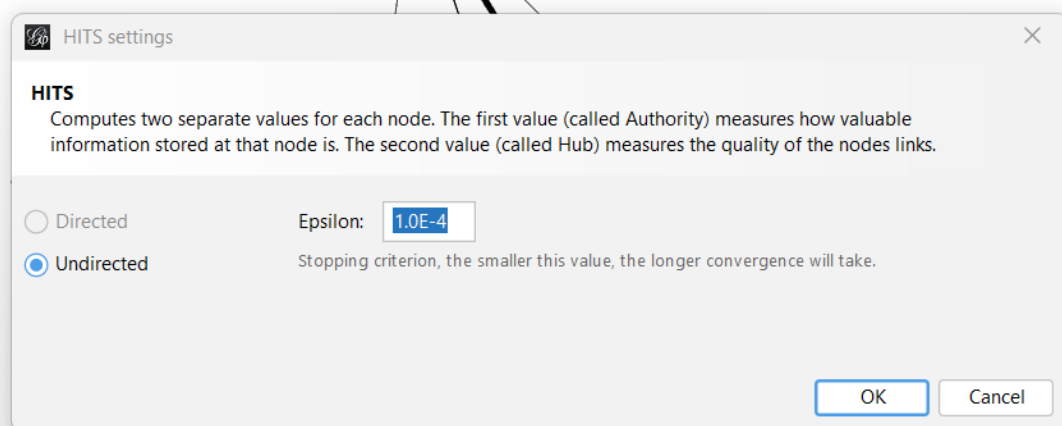 HITS settings
HITS
Computes two separate values for each node. The first value (called Authority) measures how valuable
information stored at that node is. The second value (called Hub) measures the quality of the nodes links.
Directed
Epsilon: 1.0E-4
Undirected
Stopping criterion, the smaller this value, the longer convergence will take.
OK Cancel